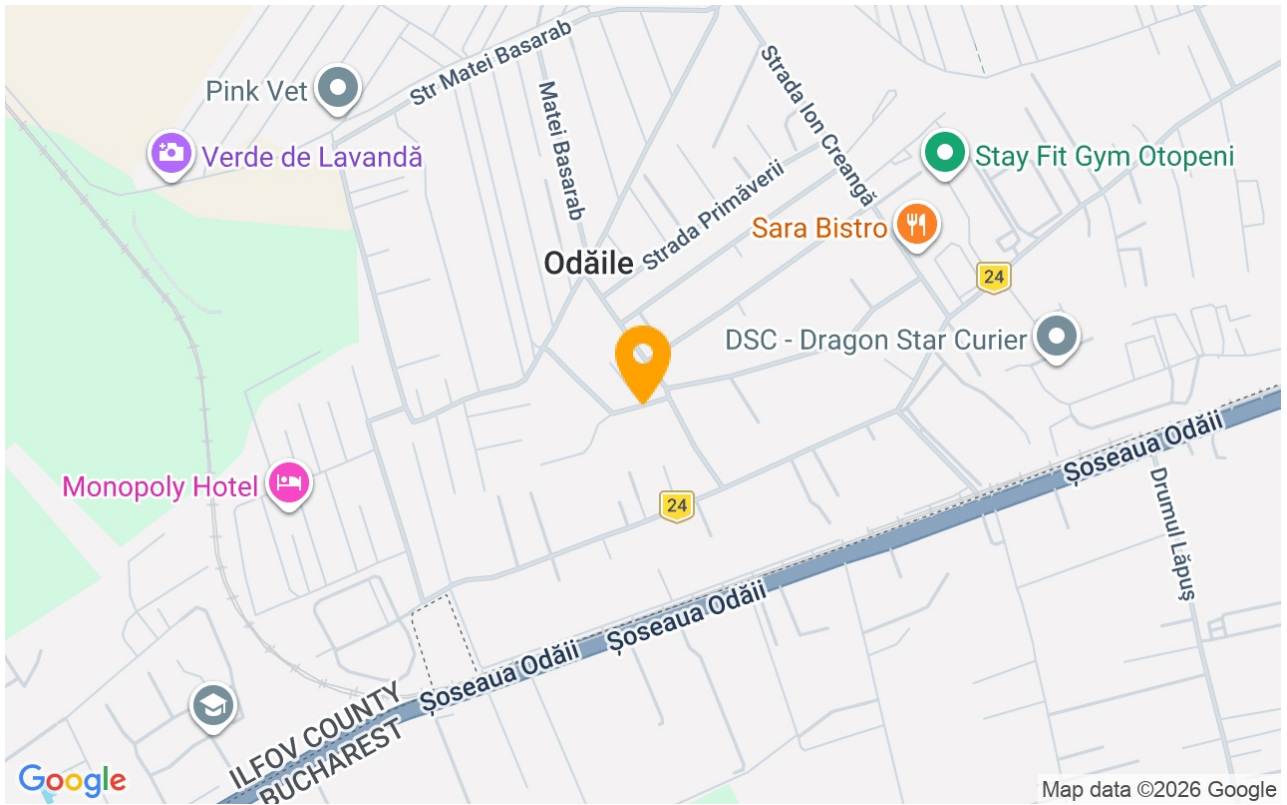 Str Matei Basarab
Pink Vet
Verde de Lavandă
Matei Basarab
Strada Ion Creangă
Strada Primăverii
Stay Fit Gym Otopeni
Sara Bistro
Odăile
24
DSC - Dragon Star Curier
Monopoly Hotel
24
Șoseaua Odăii
Drumul Lăpuș
Șoseaua Odăii
Șoseaua Odăii
ILFOV COUNTY
BUCHAREST
Google
Map data ©2026 Google